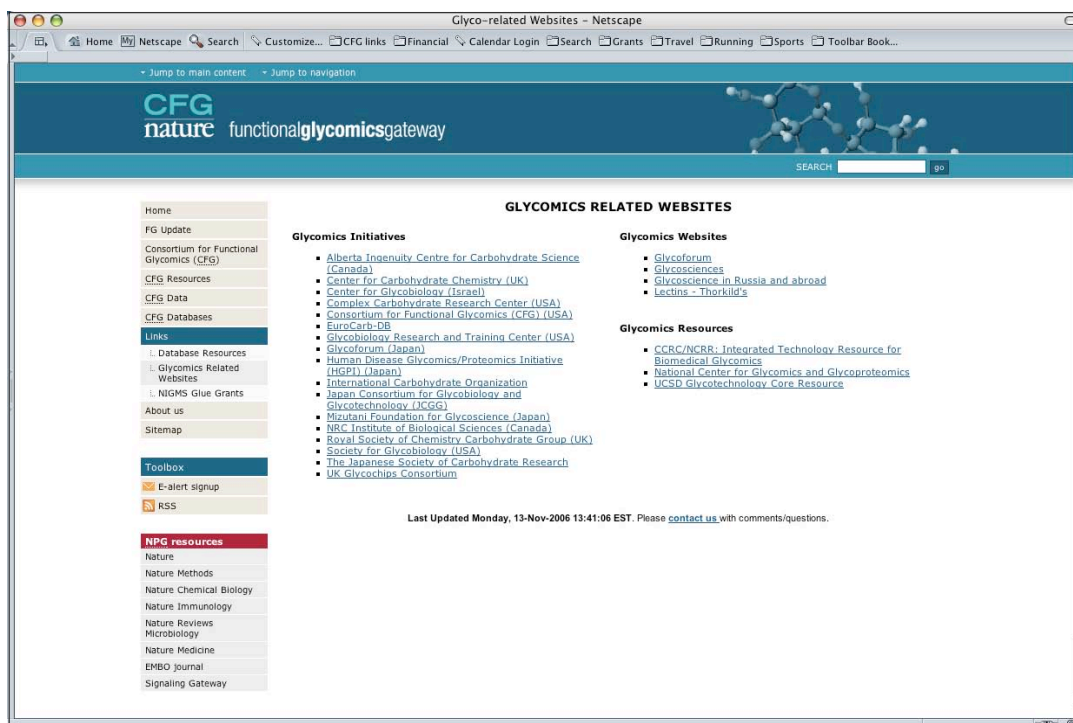 Glyco-related Websites – Netscape
Home My Netscape Search Customize... CFG links Financial Calendar Login Search Grants Travel Running Sports Toolbar Book...
Jump to main content Jump to navigation
CFG
nature functionalglycomicsgateway
SEARCH go
Home
FG Update
Consortium for Functional
Glycomics (CFG)
CFG Resources
CFG Data
CFG Databases
Links
Database Resources
Glycomics Related
Websites
NIGMS Glue Grants
About us
Sitemap
Toolbox
E-alert signup
RSS
NPG resources
Nature
Nature Methods
Nature Chemical Biology
Nature Immunology
Nature Reviews
Microbiology
Nature Medicine
EMBO journal
Signaling Gateway
GLYCOMICS RELATED WEBSITES
Glycomics Initiatives
Alberta Ingenuity Centre for Carbohydrate Science
(Canada)
Center for Carbohydrate Chemistry (UK)
Center for Glycobiology (Israel)
Complex Carbohydrate Research Center (USA)
Consortium for Functional Glycomics (CFG) (USA)
EuroCarb-DB
Glycobiology Research and Training Center (USA)
Glycoforum (Japan)
Human Disease Glycomics/Proteomics Initiative
(HGPI) (Japan)
International Carbohydrate Organization
Japan Consortium for Glycobiology and
Glycotechnology (JCGG)
Mizutani Foundation for Glycoscience (Japan)
NRC Institute of Biological Sciences (Canada)
Royal Society of Chemistry Carbohydrate Group (UK)
Society for Glycobiology (USA)
The Japanese Society of Carbohydrate Research
UK Glycochips Consortium
Glycomics Websites
Glycoforum
Glycosciences
Glycoscience in Russia and abroad
Lectins - Thorkild's
Glycomics Resources
CCRC/NCRR: Integrated Technology Resource for
Biomedical Glycomics
National Center for Glycomics and Glycoproteomics
UCSD Glycotechnology Core Resource
Last Updated Monday, 13-Nov-2006 13:41:06 EST. Please contact us with comments/questions.